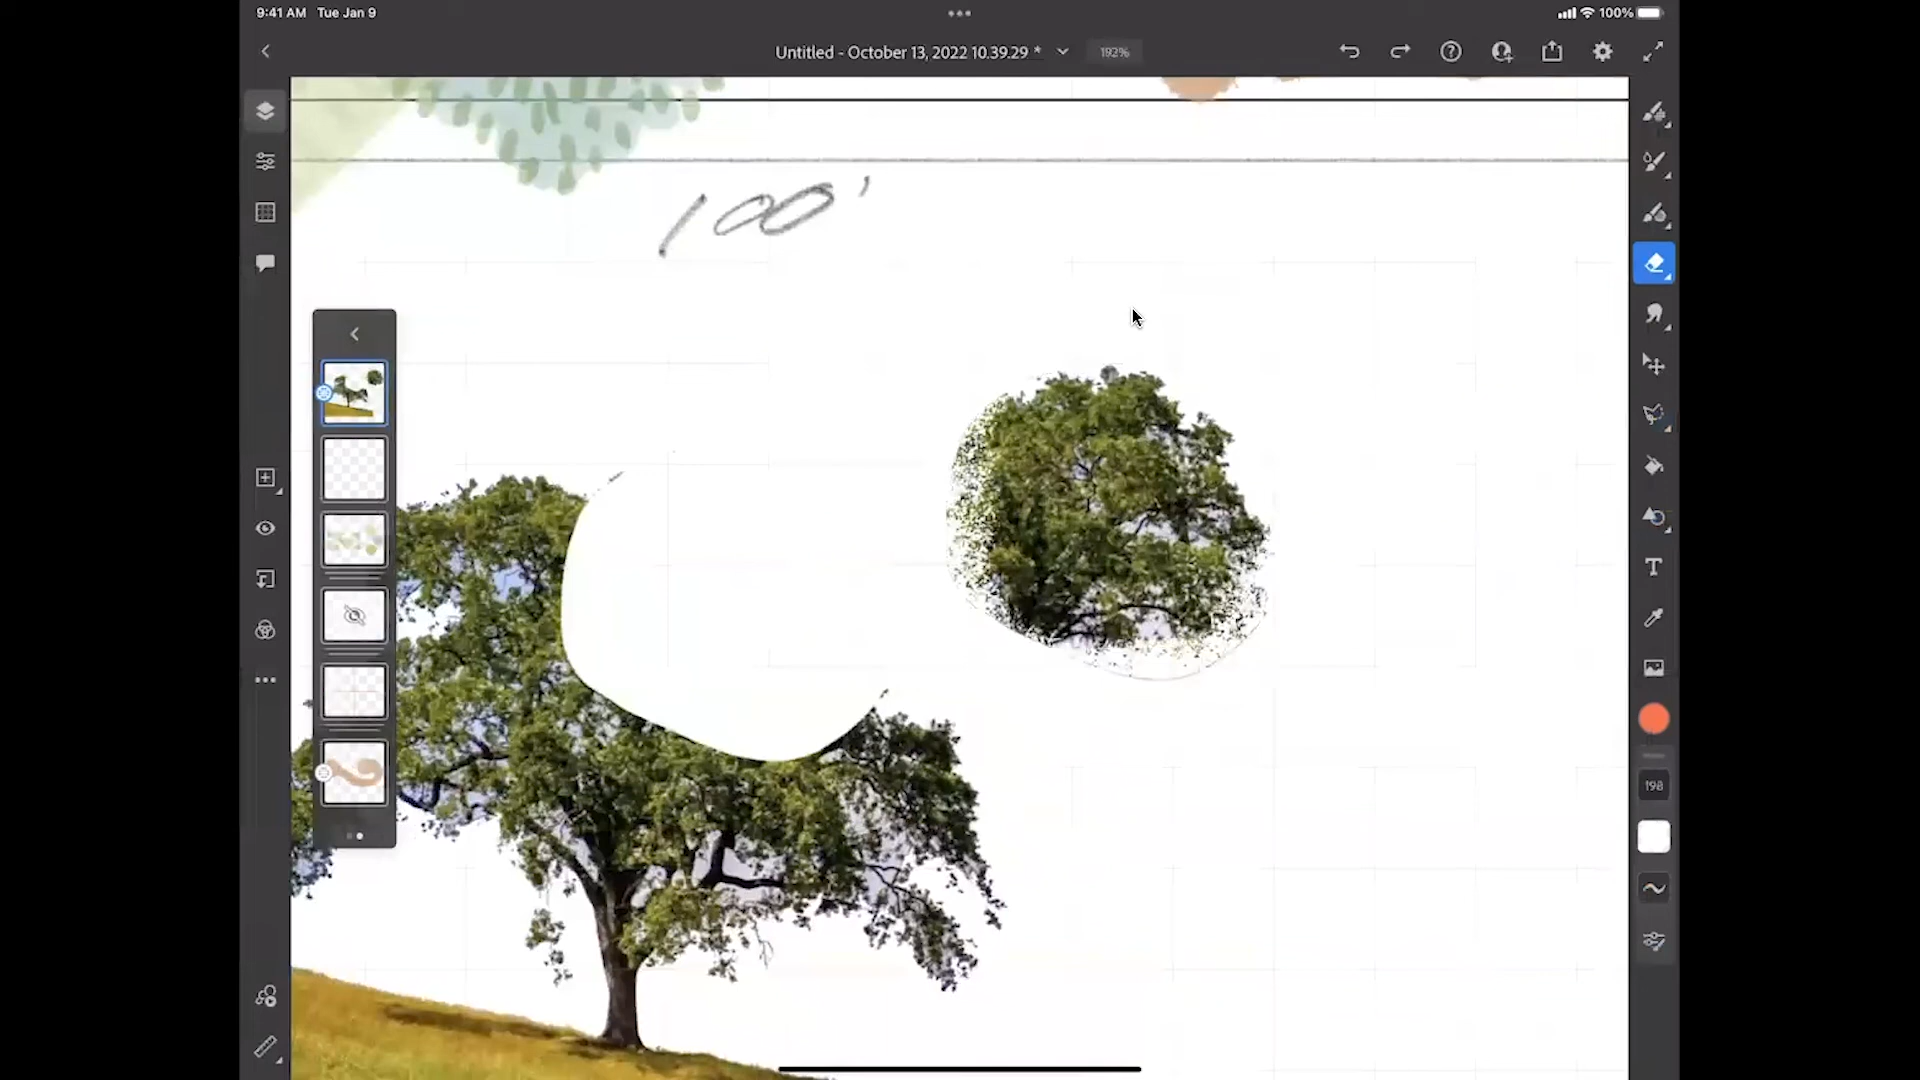 9:41 AM Tue Jan 9
100%
Untitled - October 13, 2022 10.39.29 *
192%
100'
T
198